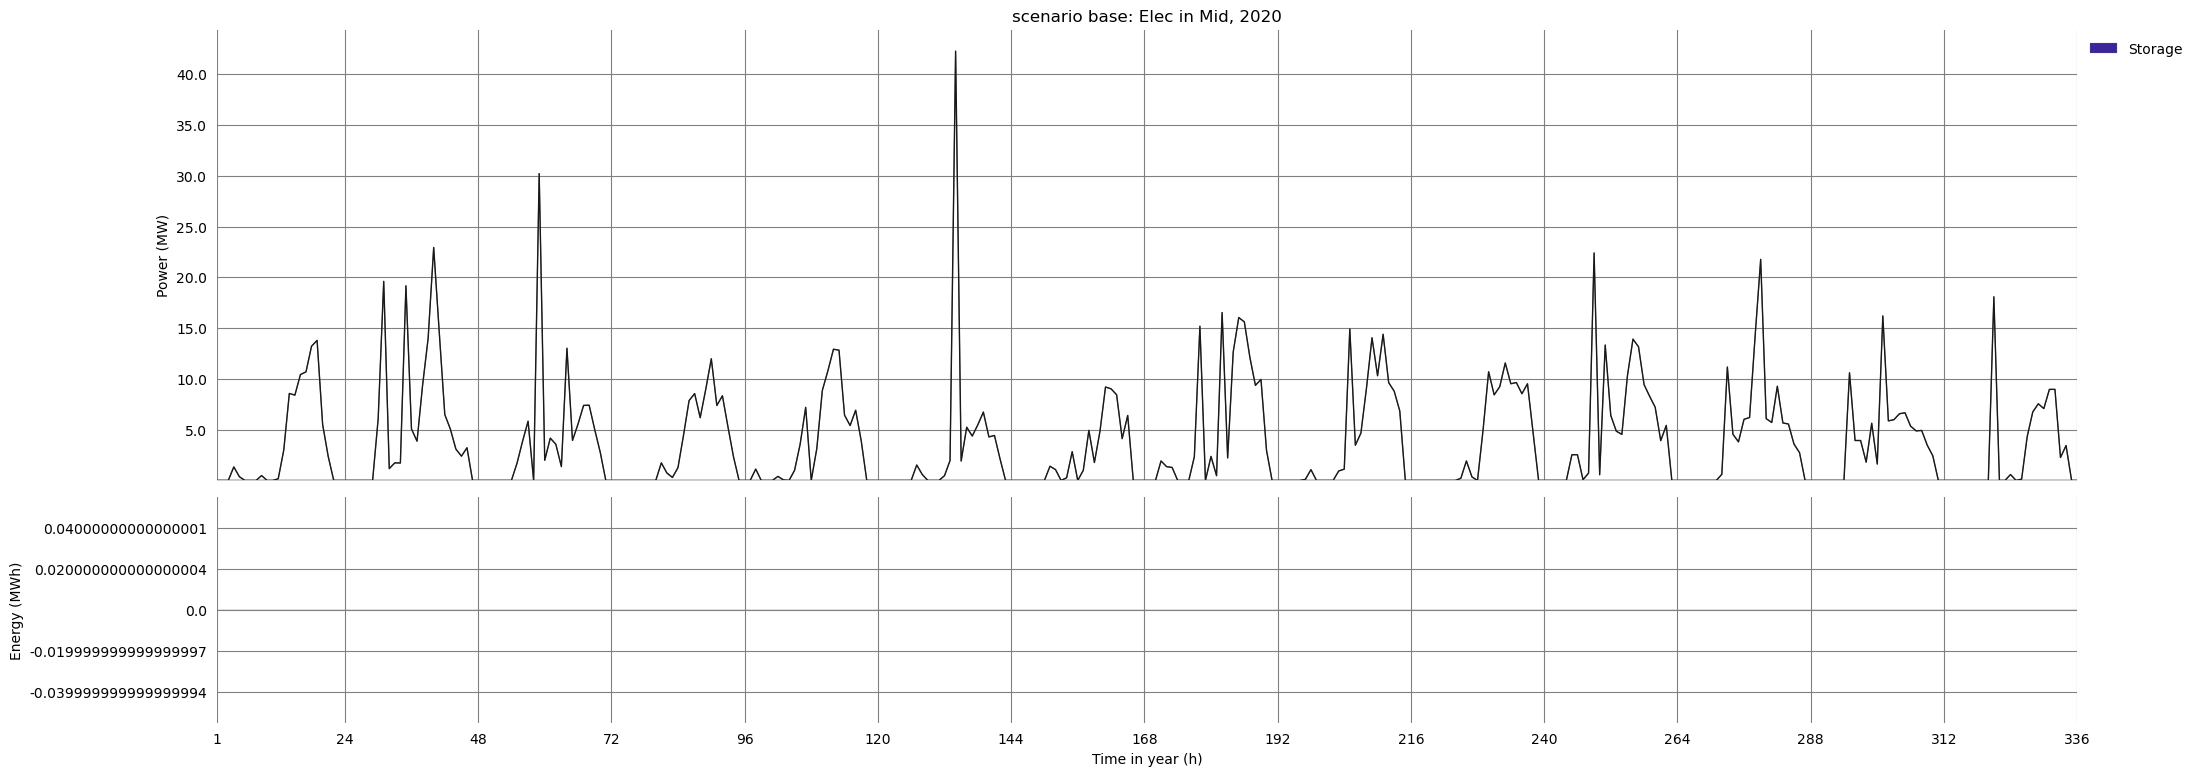 scenario base: Elec in Mid, 2020
Storage
Power (MW)
40.0
35.0
30.0
25.0
20.0
15.0
10.0
5.0
Energy (MWh)
0.040000000000000001
0.020000000000000004
0.0
-0.019999999999999997
-0.039999999999999994
1 24 48 72 96 120 144 168 192 216 240 264 288 312 336
Time in year (h)